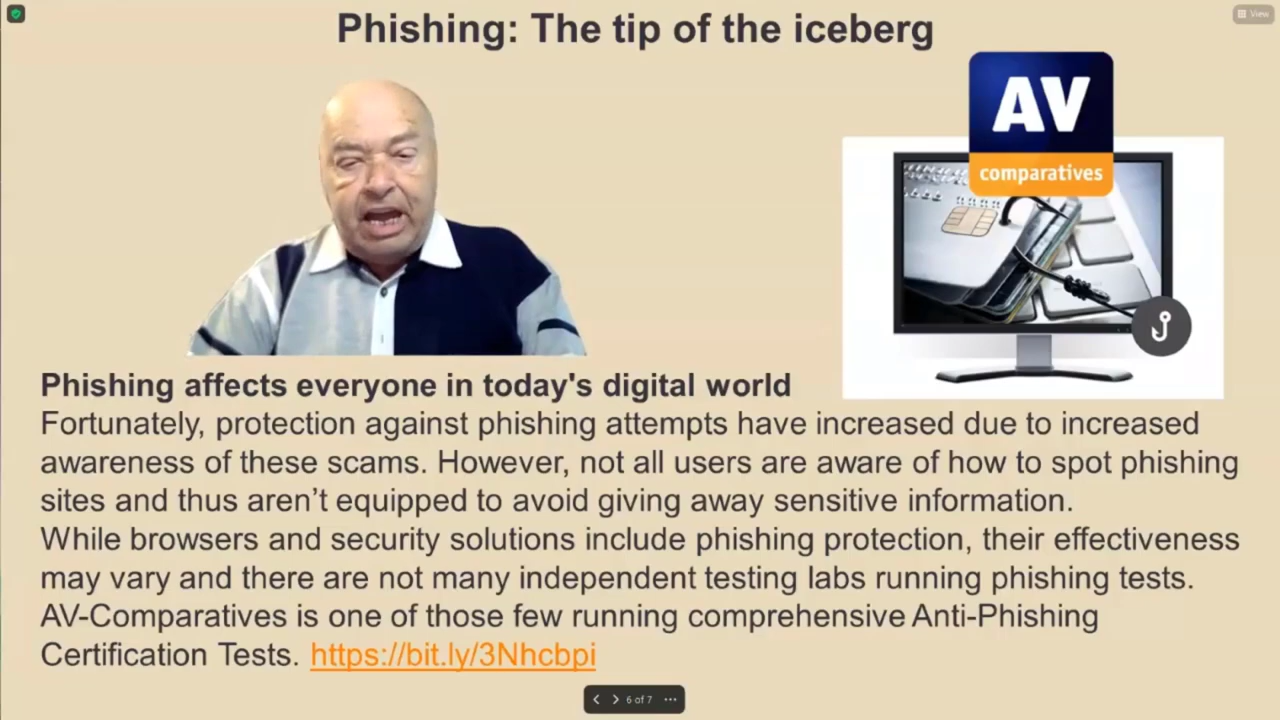 Phishing: The tip of the iceberg
View
AV
comparatives
Phishing affects everyone in today's digital world
Fortunately, protection against phishing attempts have increased due to increased
awareness of these scams. However, not all users are aware of how to spot phishing
sites and thus aren’t equipped to avoid giving away sensitive information.
While browsers and security solutions include phishing protection, their effectiveness
may vary and there are not many independent testing labs running phishing tests.
AV-Comparatives is one of those few running comprehensive Anti-Phishing
Certification Tests. https://bit.ly/3Nhcbpi
6 of 7